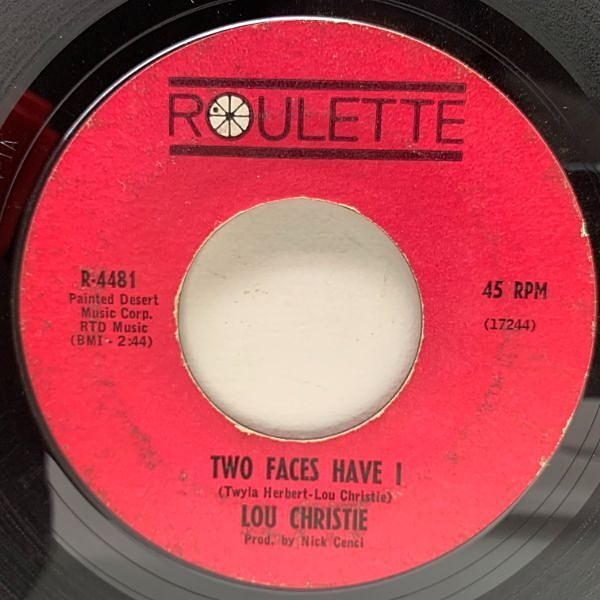 ROULETTE
R-4481
Painted Desert
Music Corp.
RTD Music
(BMI - 2:44)
45 RPM
(17244)
TWO FACES HAVE I
(Twyla Herbert-Lou Christie)
LOU CHRISTIE
Prod. by Nick Cenci